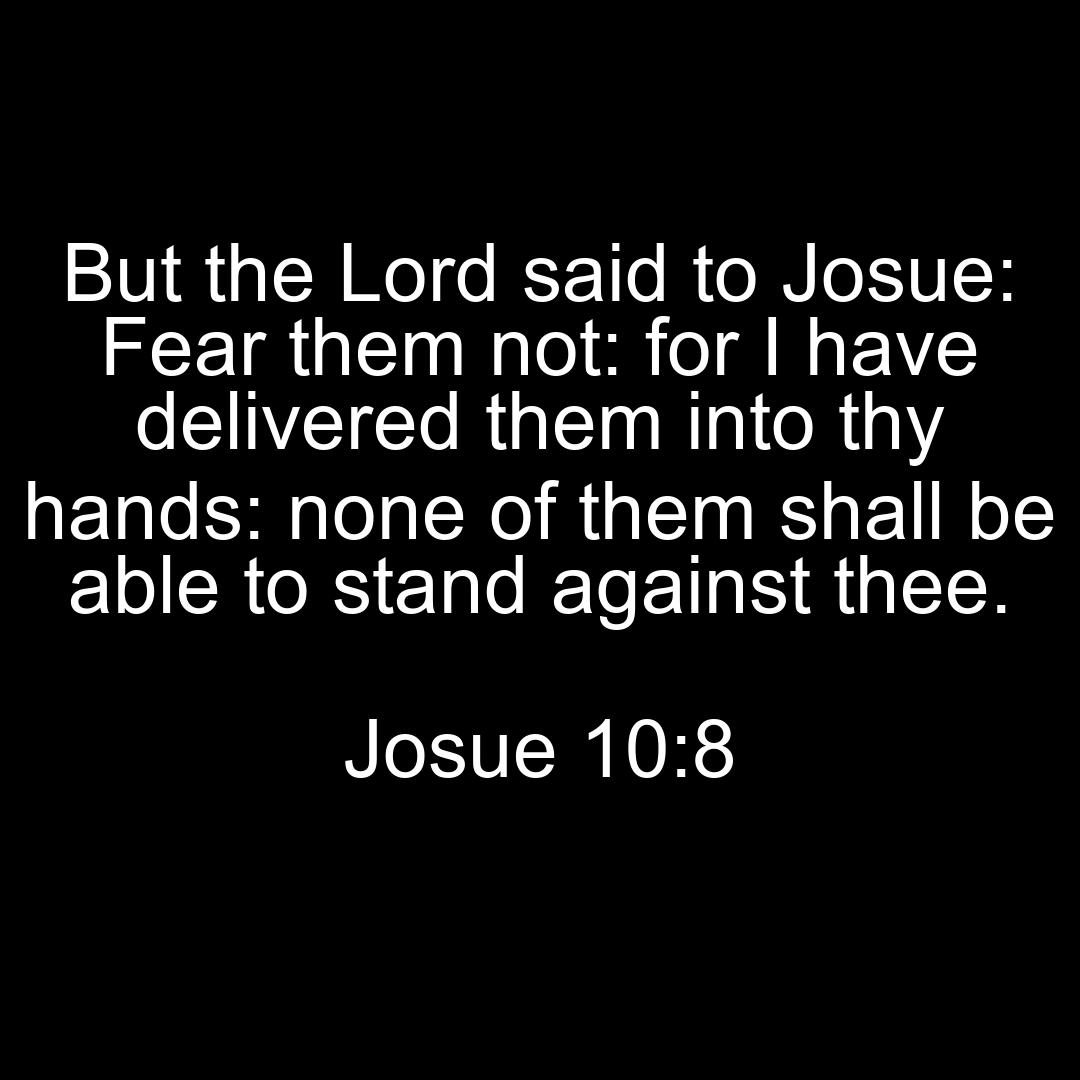 But the Lord said to Josue:
Fear them not: for I have
delivered them into thy
hands: none of them shall be
able to stand against thee.
Josue 10:8